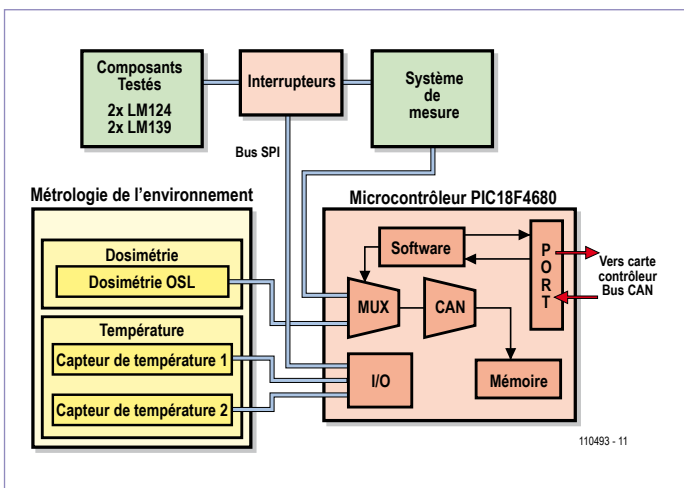 Composants
Testés
2x LM124
2x LM139
Interrupteurs
Système
de
mesure
Bus SPI
Métrologie de l'environnement
Microcontrôleur PIC18F4680
Dosimétrie
Dosimétrie OSL
Température
Capteur de température 1
Capteur de température 2
Software
MUX
CAN
I/O
Mémoire
P
O
R
T
Vers carte
contrôleur
Bus CAN
110493 - 11